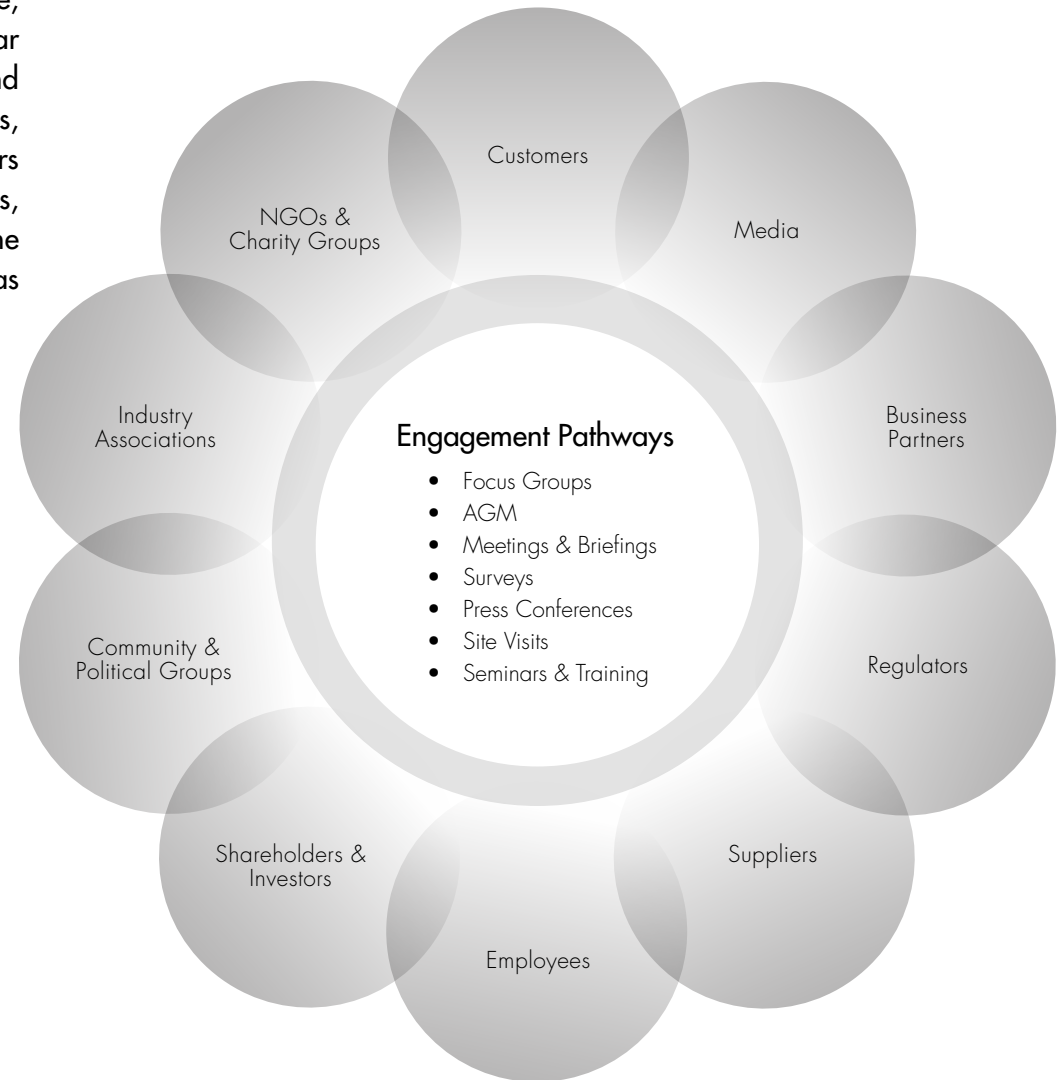 ar
nd
s,
rs
s,
ne
as
Customers
Media
NGOs &
Charity Groups
Business
Partners
Industry
Associations
Engagement Pathways
• Focus Groups
• AGM
• Meetings & Briefings
• Surveys
• Press Conferences
• Site Visits
• Seminars & Training
Community &
Political Groups
Regulators
Shareholders &
Investors
Suppliers
Employees